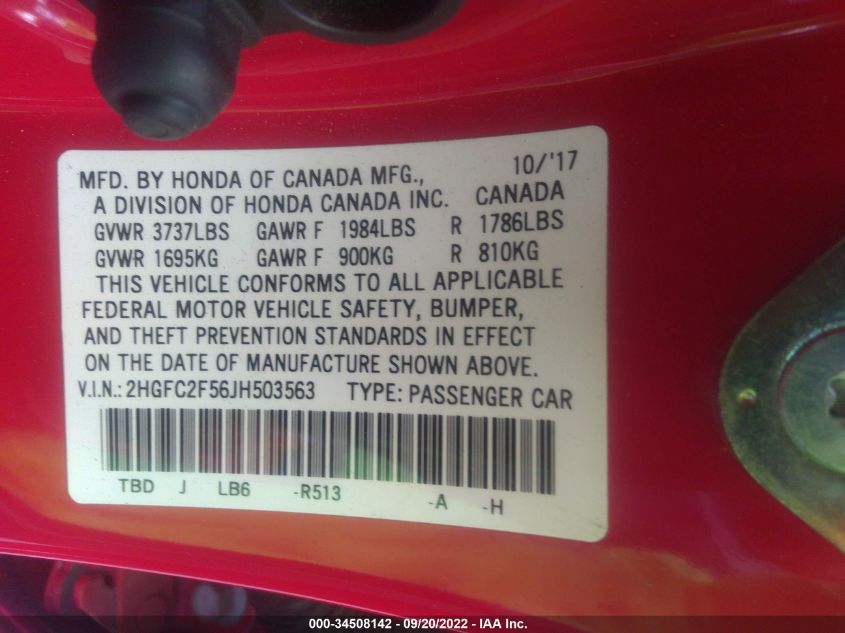 10/'17
MFD. BY HONDA OF CANADA MFG.,
A DIVISION OF HONDA CANADA INC. CANADA
GVWR 3737LBS GAWR F 1984LBS R 1786LBS
GVWR 1695KG GAWR F 900KG R 810KG
THIS VEHICLE CONFORMS TO ALL APPLICABLE
FEDERAL MOTOR VEHICLE SAFETY, BUMPER,
AND THEFT PREVENTION STANDARDS IN EFFECT
ON THE DATE OF MANUFACTURE SHOWN ABOVE.
V.I.N.: 2HGFC2F56JH503563 TYPE: PASSENGER CAR
TBD J LB6 -R513 -A -H
000-34508142 - 09/20/2022 - IAA Inc.